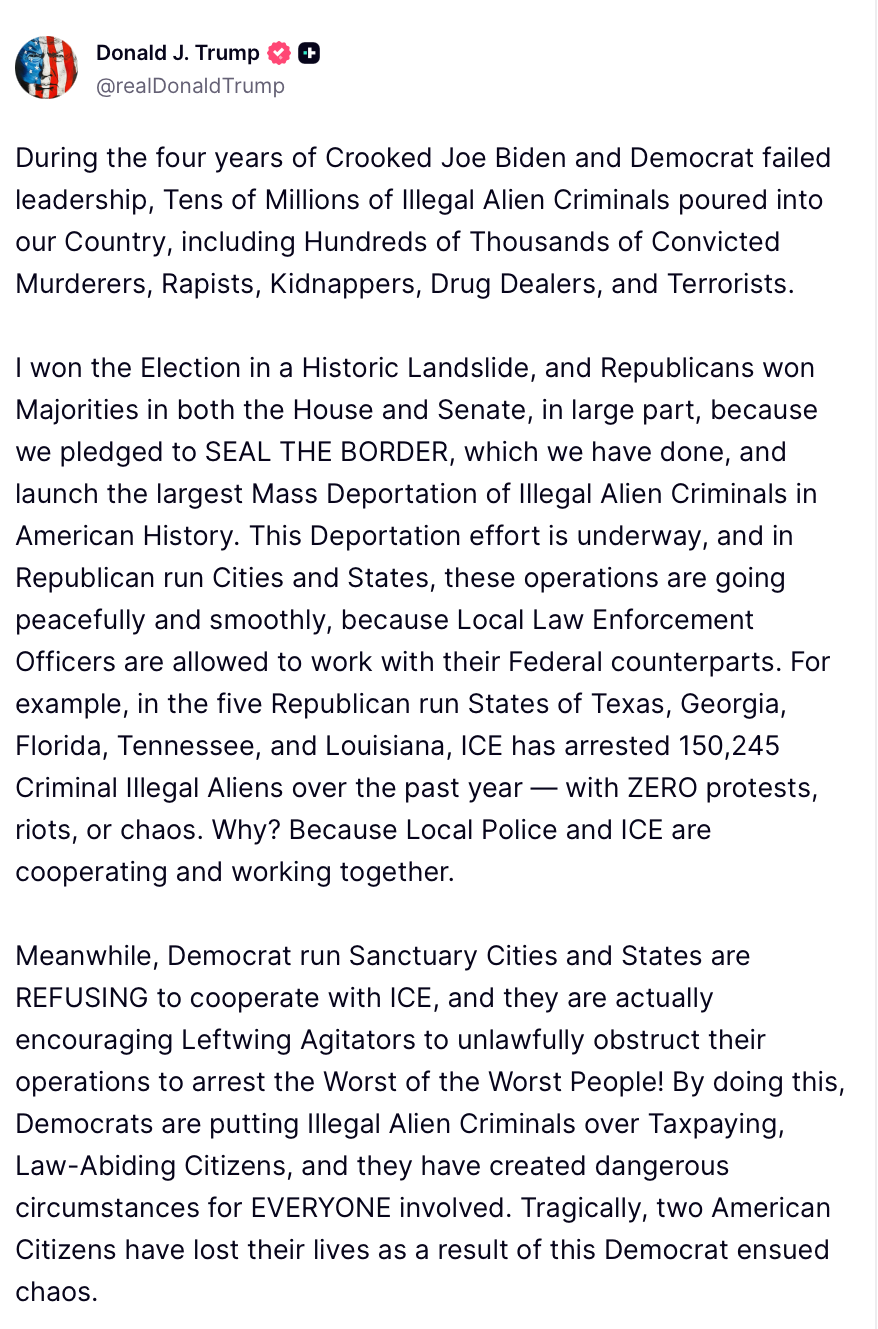 Donald J. Trump
@realDonaldTrump
During the four years of Crooked Joe Biden and Democrat failed
leadership, Tens of Millions of Illegal Alien Criminals poured into
our Country, including Hundreds of Thousands of Convicted
Murderers, Rapists, Kidnappers, Drug Dealers, and Terrorists.
I won the Election in a Historic Landslide, and Republicans won
Majorities in both the House and Senate, in large part, because
we pledged to SEAL THE BORDER, which we have done, and
launch the largest Mass Deportation of Illegal Alien Criminals in
American History. This Deportation effort is underway, and in
Republican run Cities and States, these operations are going
peacefully and smoothly, because Local Law Enforcement
Officers are allowed to work with their Federal counterparts. For
example, in the five Republican run States of Texas, Georgia,
Florida, Tennessee, and Louisiana, ICE has arrested 150,245
Criminal Illegal Aliens over the past year — with ZERO protests,
riots, or chaos. Why? Because Local Police and ICE are
cooperating and working together.
Meanwhile, Democrat run Sanctuary Cities and States are
REFUSING to cooperate with ICE, and they are actually
encouraging Leftwing Agitators to unlawfully obstruct their
operations to arrest the Worst of the Worst People! By doing this,
Democrats are putting Illegal Alien Criminals over Taxpaying,
Law-Abiding Citizens, and they have created dangerous
circumstances for EVERYONE involved. Tragically, two American
Citizens have lost their lives as a result of this Democrat ensued
chaos.